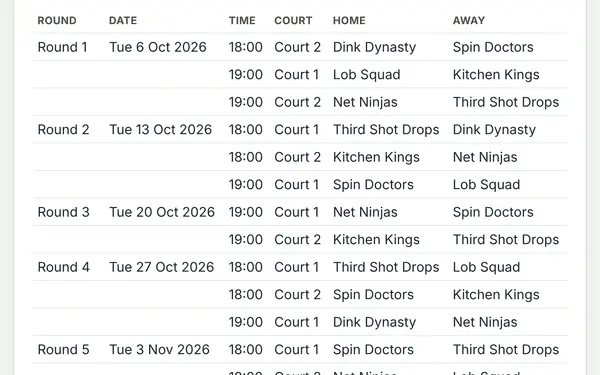 ROUND DATE TIME COURT HOME AWAY
Round 1 Tue 6 Oct 2026 18:00 Court 2 Dink Dynasty Spin Doctors
19:00 Court 1 Lob Squad Kitchen Kings
19:00 Court 2 Net Ninjas Third Shot Drops
Round 2 Tue 13 Oct 2026 18:00 Court 1 Third Shot Drops Dink Dynasty
18:00 Court 2 Kitchen Kings Net Ninjas
19:00 Court 1 Spin Doctors Lob Squad
Round 3 Tue 20 Oct 2026 19:00 Court 1 Net Ninjas Spin Doctors
19:00 Court 2 Kitchen Kings Third Shot Drops
Round 4 Tue 27 Oct 2026 18:00 Court 1 Third Shot Drops Lob Squad
18:00 Court 2 Spin Doctors Kitchen Kings
19:00 Court 1 Dink Dynasty Net Ninjas
Round 5 Tue 3 Nov 2026 18:00 Court 1 Spin Doctors Third Shot Drops